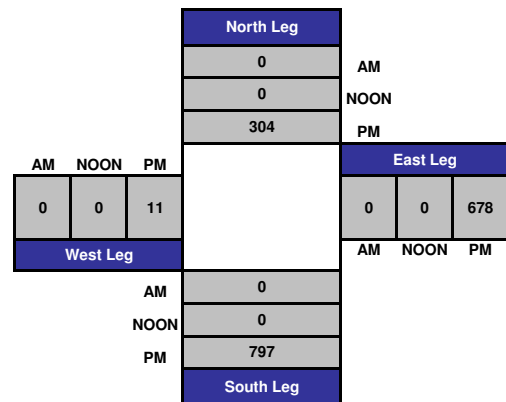 North Leg
0 AM
0 NOON
304 PM
AM NOON PM East Leg
0 0 11 0 0 678
West Leg AM NOON PM
AM 0
NOON 0
PM 797
South Leg